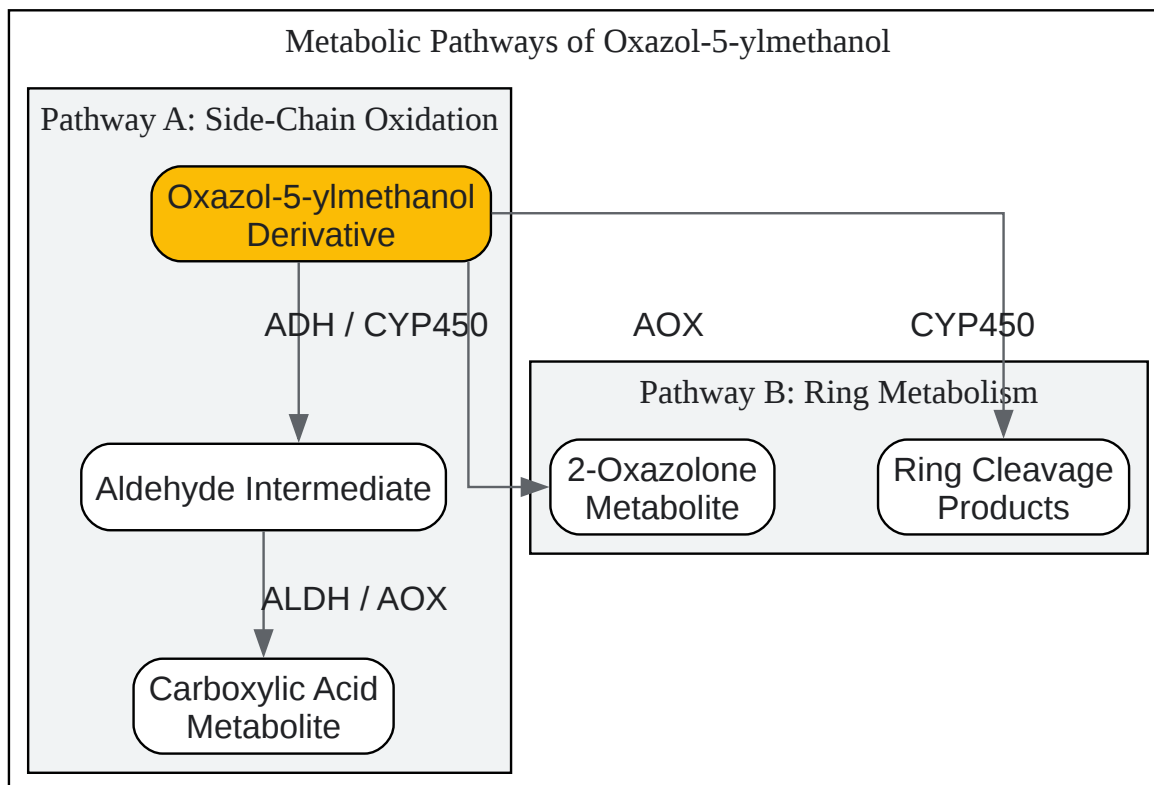 Metabolic Pathways of Oxazol-5-ylmethanol
Pathway A: Side-Chain Oxidation
Oxazol-5-ylmethanol
Derivative
ADH / CYP450
AOX
CYP450
Pathway B: Ring Metabolism
Aldehyde Intermediate
2-Oxazolone
Metabolite
Ring Cleavage
Products
ALDH / AOX
Carboxylic Acid
Metabolite